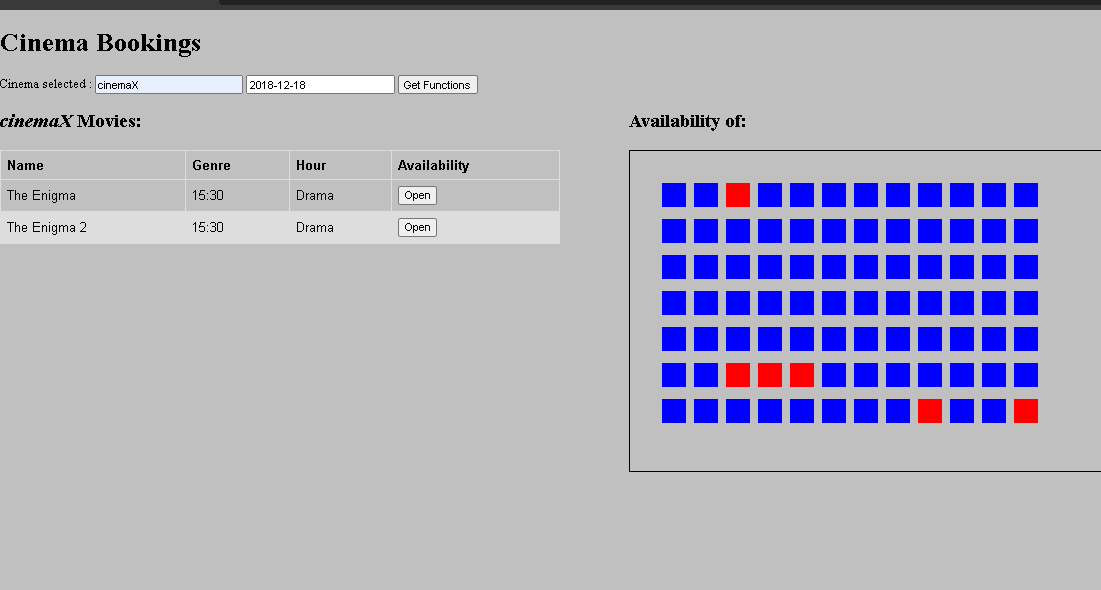 Cinema Bookings
Cinema selected : cinemaX 2018-12-18 Get Functions
cinemaX Movies:
Name Genre Hour Availability
The Enigma 15:30 Drama Open
The Enigma 2 15:30 Drama Open
Availability of: